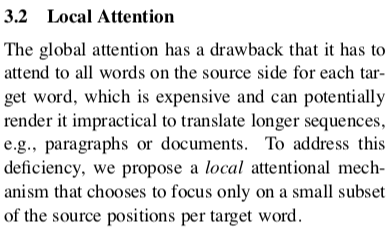 3.2 Local Attention
The global attention has a drawback that it has to
attend to all words on the source side for each tar-
get word, which is expensive and can potentially
render it impractical to translate longer sequences,
e.g., paragraphs or documents. To address this
deficiency, we propose a local attentional mech-
anism that chooses to focus only on a small subset
of the source positions per target word.